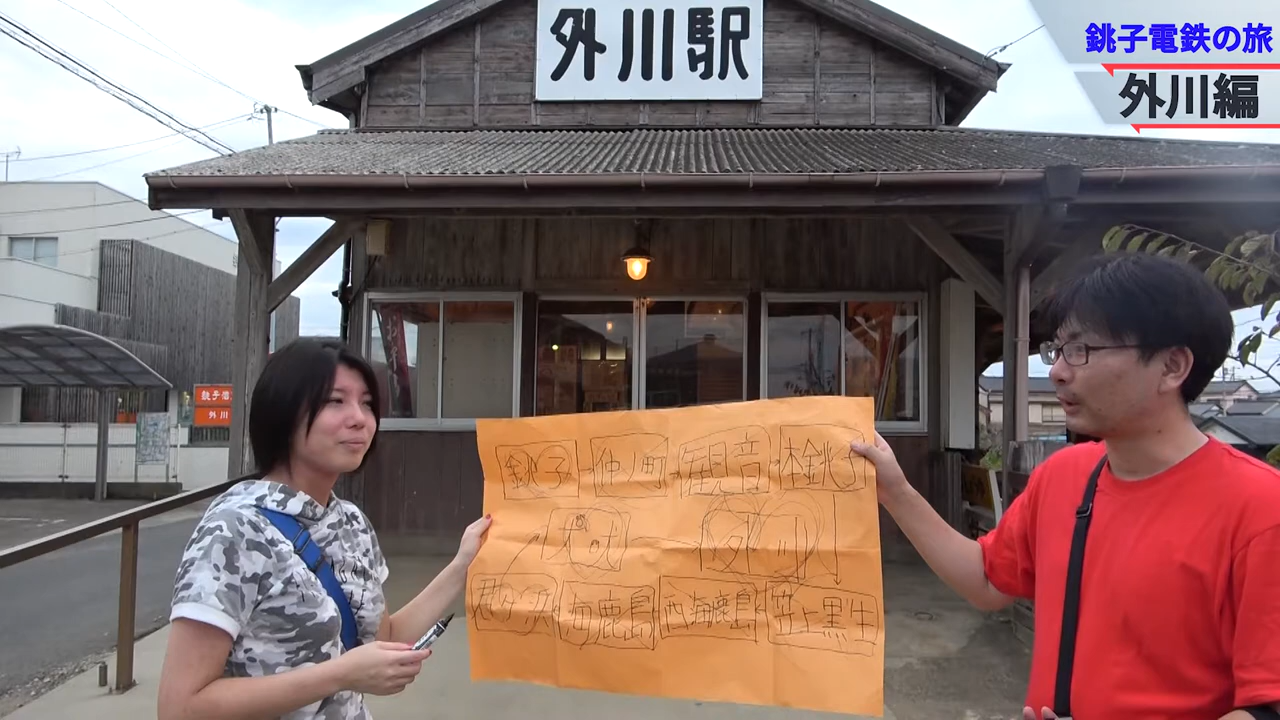 外川駅
銚子電鉄の旅
外川編
銚子
外川
銚子 仲ノ町 観音 本銚子
犬吠 外川
君ヶ浜 海鹿島 西海鹿島 笠上黒生